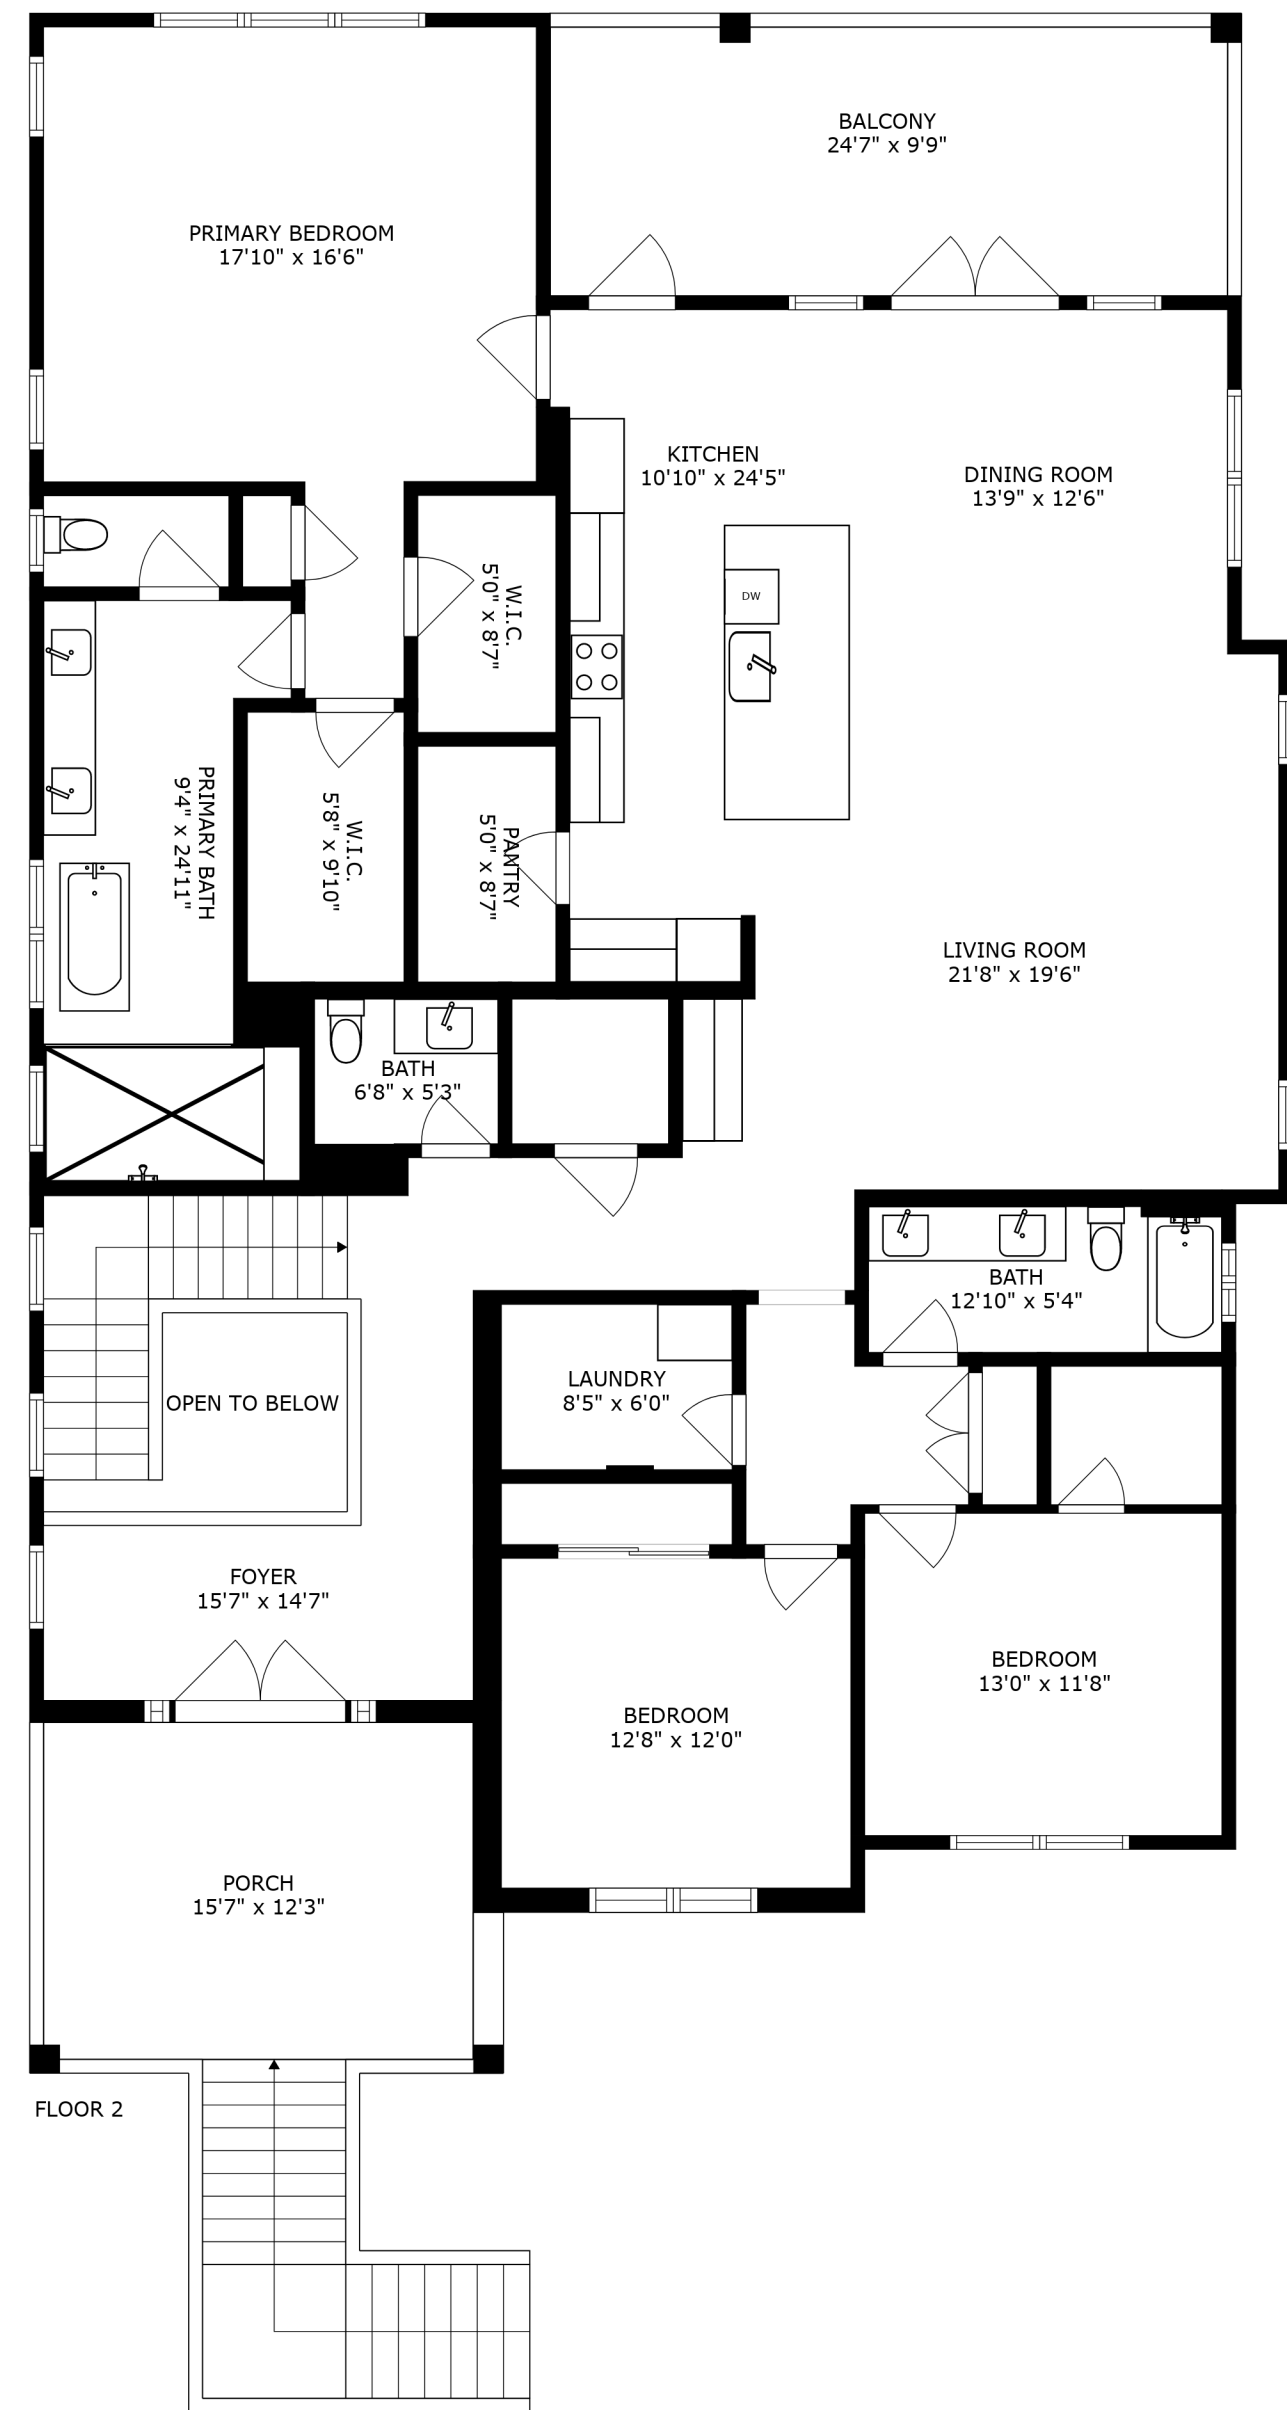 BALCONY
24'7" x 9'9"
PRIMARY BEDROOM
17'10" x 16'6"
KITCHEN
10'10" x 24'5"
DINING ROOM
13'9" x 12'6"
W.I.C.
5'0" x 8'7"
DW
PRIMARY BATH
9'4" x 24'11"
W.I.C.
5'8" x 9'10"
PANTRY
5'0" x 8'7"
LIVING ROOM
21'8" x 19'6"
BATH
6'8" x 5'3"
BATH
12'10" x 5'4"
LAUNDRY
8'5" x 6'0"
OPEN TO BELOW
FOYER
15'7" x 14'7"
BEDROOM
13'0" x 11'8"
BEDROOM
12'8" x 12'0"
PORCH
15'7" x 12'3"
FLOOR 2